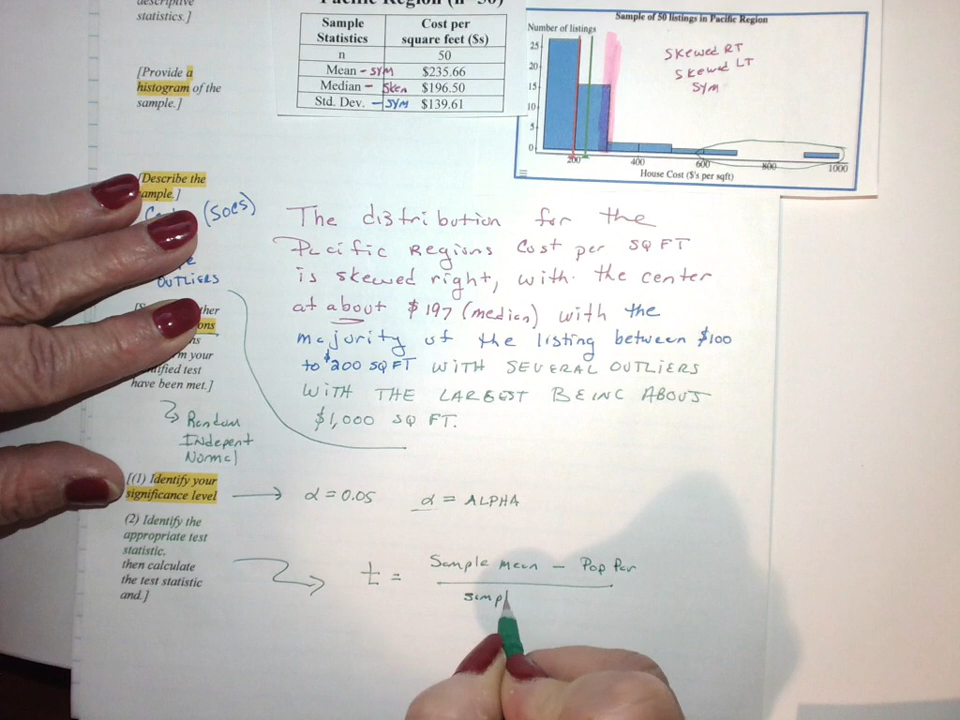 statistics.]
Pacific Region (n=50)
Sample Statistics
Cost per square feet ($s)
n 50
Mean - SYM $235.66
Median - Skew $196.50
Std. Dev. - SYM $139.61
Sample of 50 listings in Pacific Region
Number of listings
25
20
15
10
5
0
200 400 600 800 1000
House Cost ($'s per sqft)
Skewed RT
Skewed LT
SYM
[Provide a
histogram of the
sample.]
[Describe the
sample.]
(SOCS)
OUTLIERS
The distribution for the
Pacific Regions Cost per SQ FT
is skewed right, with the center
at about $197 (median) with the
majority of the listing between $100
to $200 SQ FT WITH SEVERAL OUTLIERS
WITH THE LARGEST BEING ABOUT
$1,000 SQ FT.
m your
have been met.]
Random
Indepent
Normal
[(1) Identify your
significance level
α = 0.05 α = ALPHA
(2) Identify the
appropriate test
statistic.
then calculate
the test statistic
and.]
t = Sample mean - Pop Par
sampl